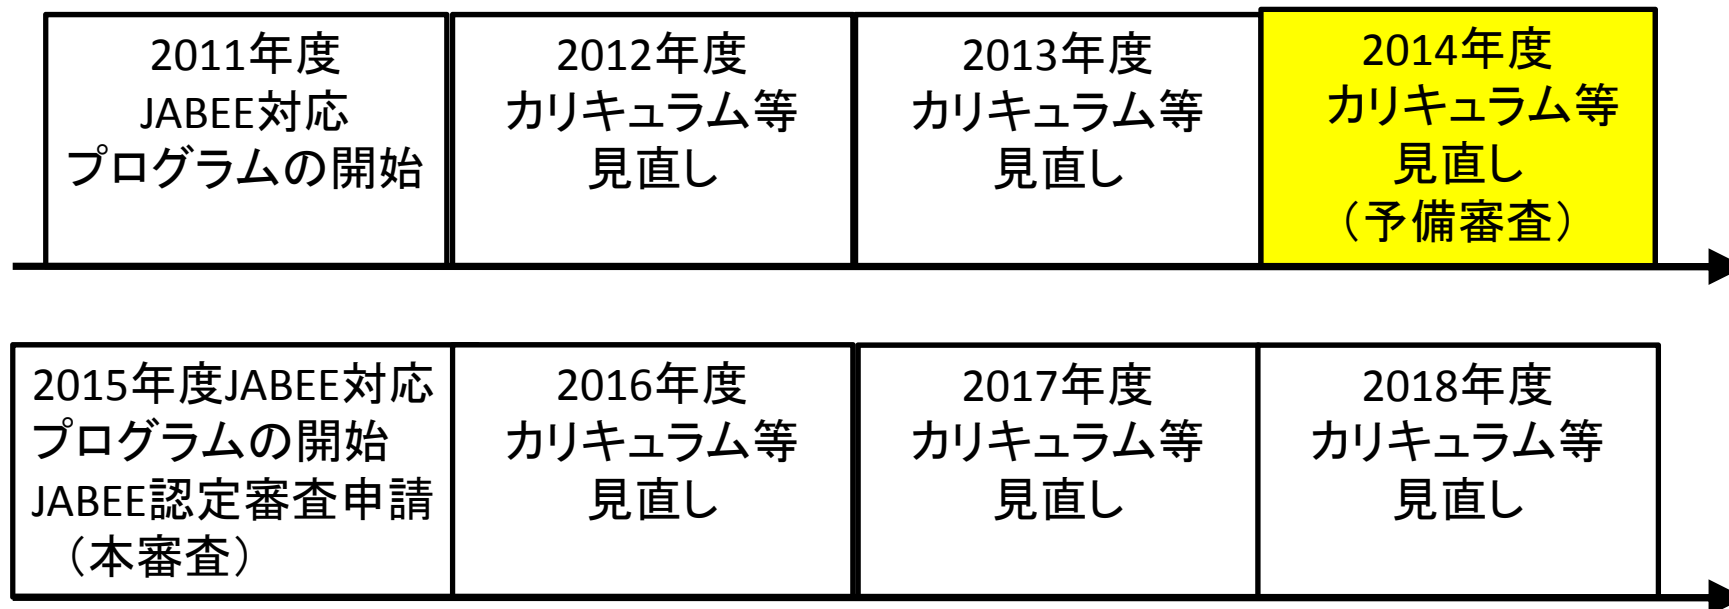 2011年度
JABEE対応
プログラムの開始
2012年度
カリキュラム等
見直し
2013年度
カリキュラム等
見直し
2014年度
カリキュラム等
見直し
（予備審査）
2015年度JABEE対応
プログラムの開始
JABEE認定審査申請
（本審査）
2016年度
カリキュラム等
見直し
2017年度
カリキュラム等
見直し
2018年度
カリキュラム等
見直し